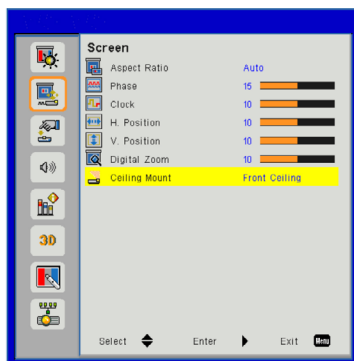 Screen
Aspect Ratio Auto
Phase 15
Clock 10
H. Position 10
V. Position 10
Digital Zoom 10
Ceiling Mount Front Ceiling
3D
Select Enter Exit Menu